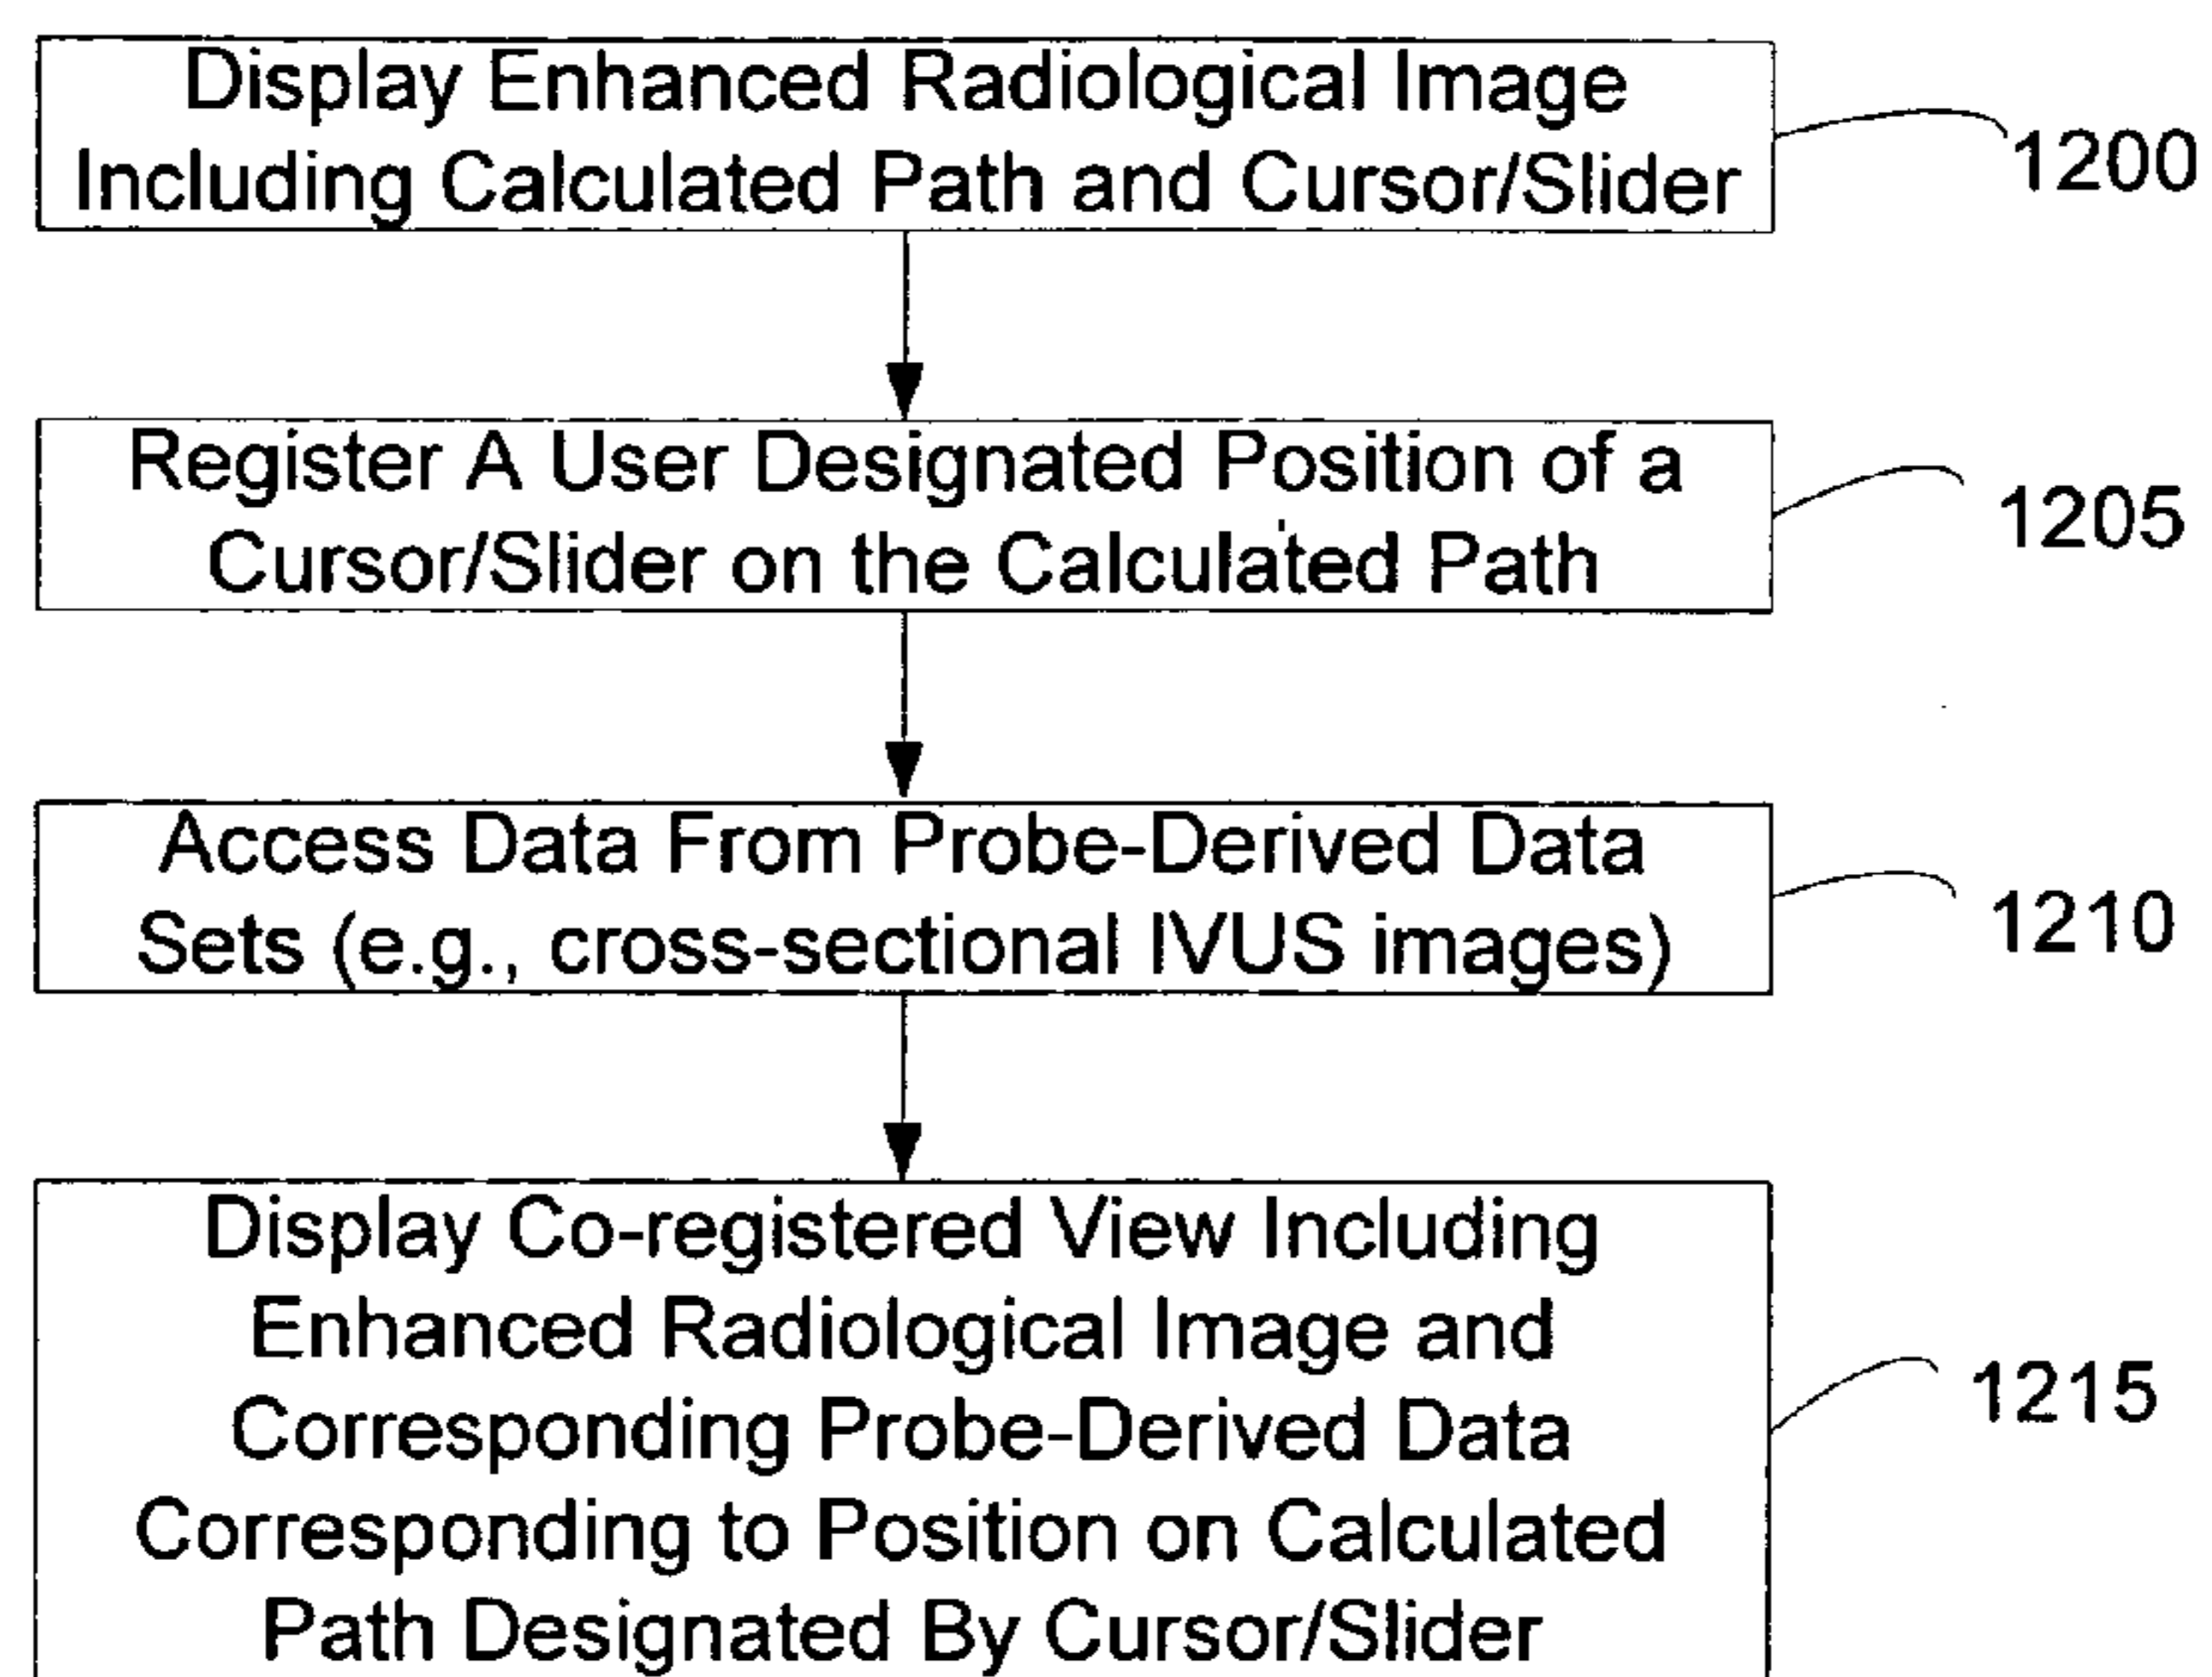 Display Enhanced Radiological Image
Including Calculated Path and Cursor/Slider
1200
Register A User Designated Position of a
Cursor/Slider on the Calculated Path
1205
Access Data From Probe-Derived Data
Sets (e.g., cross-sectional IVUS images)
1210
Display Co-registered View Including
Enhanced Radiological Image and
Corresponding Probe-Derived Data
Corresponding to Position on Calculated
Path Designated By Cursor/Slider
1215